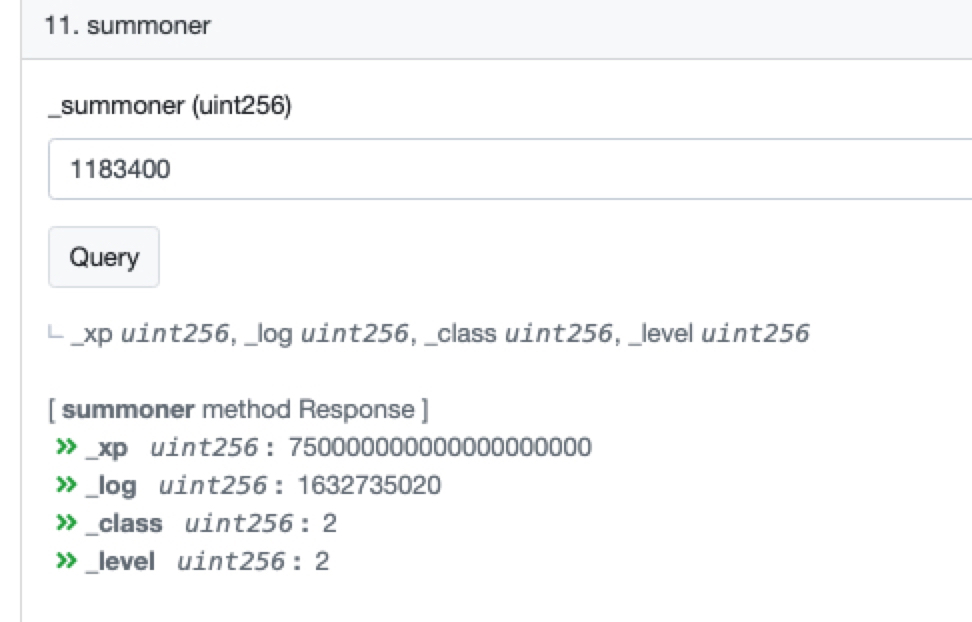 11. summoner
_summoner (uint256)
1183400
Query
_xp uint256, _log uint256, _class uint256, _level uint256
[ summoner method Response ]
>> _xp uint256 : 750000000000000000000
>> _log uint256 : 1632735020
>> _class uint256 : 2
>> _level uint256 : 2